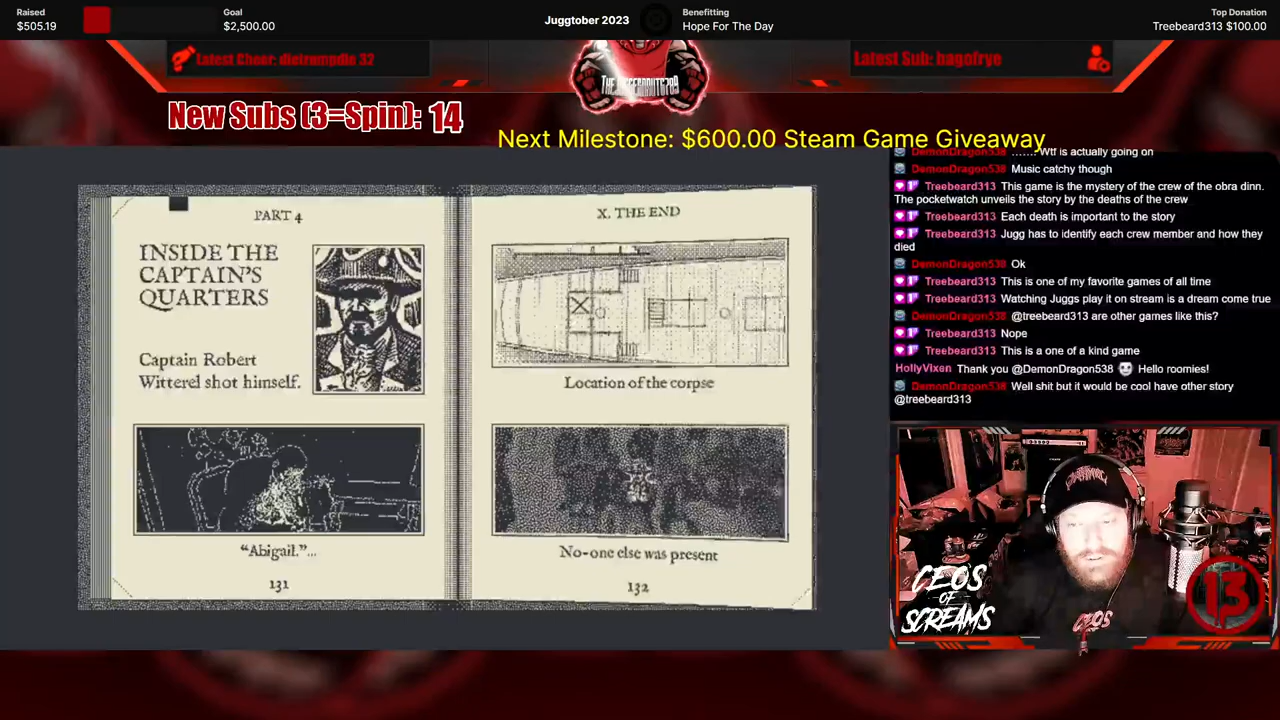 Raised
$505.19
Goal
$2,500.00
Juggtober 2023
Benefitting
Hope For The Day
Top Donation
Treebeard313 $100.00
Latest Cheer: dielrumpdle 32
THEJUGGERNAUT6789
Latest Sub: bagofrye
New Subs (3=Spin): 14
Next Milestone: $600.00 Steam Game Giveaway
PART 4
INSIDE THE
CAPTAIN'S
QUARTERS
Captain Robert
Witterel shot himself.
"Abigail."...
131
X. THE END
Location of the corpse
No-one else was present
132
DemonDragon538 ....... Wtf is actually going on
DemonDragon538 Music catchy though
Treebeard313 This game is the mystery of the crew of the obra dinn.
The pocketwatch unveils the story by the deaths of the crew
Treebeard313 Each death is important to the story
Treebeard313 Jugg has to identify each crew member and how they
died
DemonDragon538 Ok
Treebeard313 This is one of my favorite games of all time
Treebeard313 Watching Juggs play it on stream is a dream come true
DemonDragon538 @treebeard313 are other games like this?
Treebeard313 Nope
Treebeard313 This is a one of a kind game
HollyVixen Thank you @DemonDragon538 Hello roomies!
DemonDragon538 Well shit but it would be cool have other story
@treebeard313
CEOS
OF
SCREAMS
CEOS
13